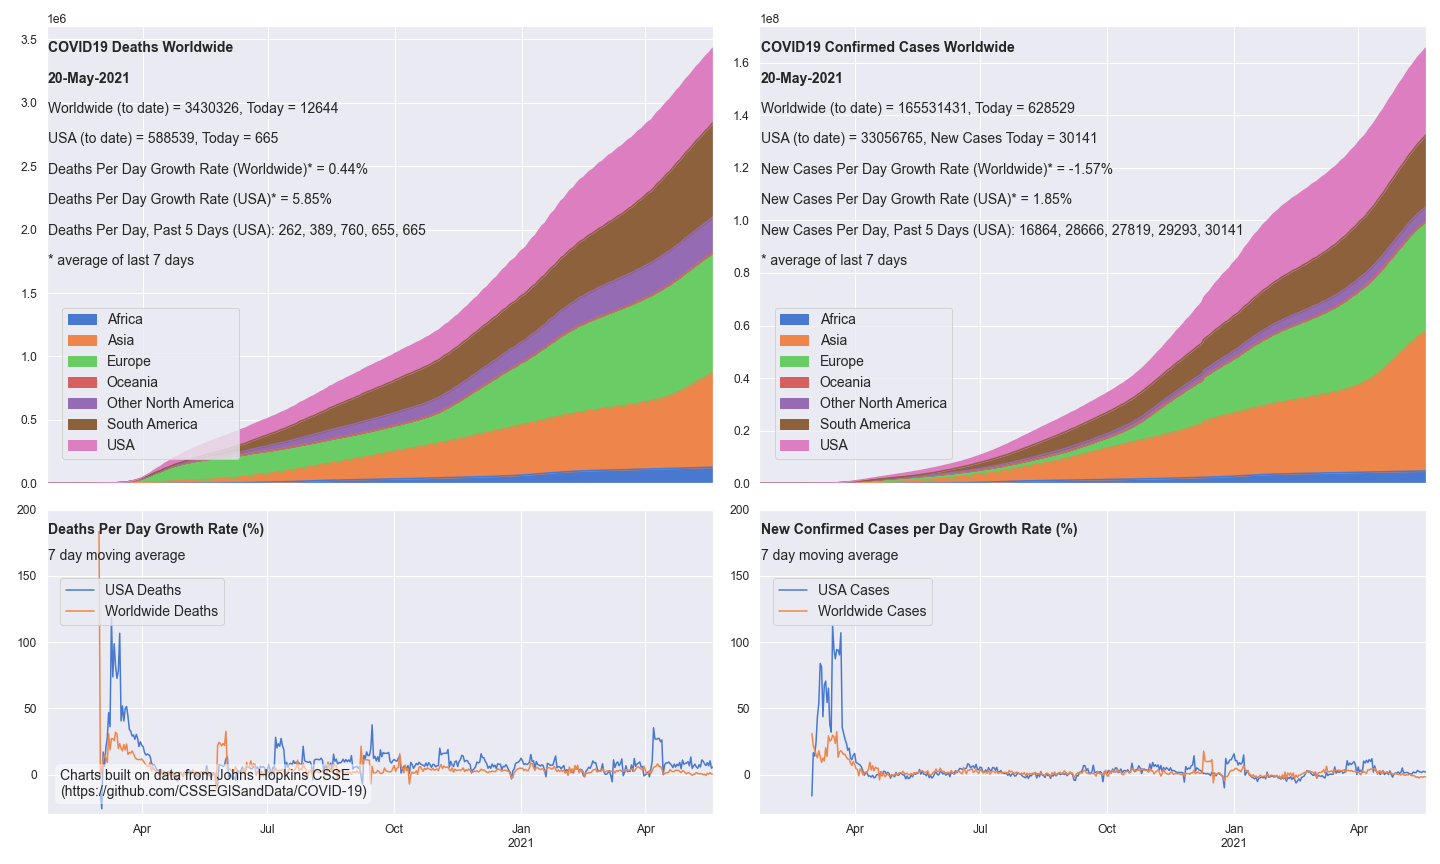 1e6
3.5
3.0
2.5
2.0
1.5
1.0
0.5
0.0
COVID19 Deaths Worldwide
20-May-2021
Worldwide (to date) = 3430326, Today = 12644
USA (to date) = 588539, Today = 665
Deaths Per Day Growth Rate (Worldwide)* = 0.44%
Deaths Per Day Growth Rate (USA)* = 5.85%
Deaths Per Day, Past 5 Days (USA): 262, 389, 760, 655, 665
* average of last 7 days
Africa
Asia
Europe
Oceania
Other North America
South America
USA
1e8
1.6
1.4
1.2
1.0
0.8
0.6
0.4
0.2
0.0
COVID19 Confirmed Cases Worldwide
20-May-2021
Worldwide (to date) = 165531431, Today = 628529
USA (to date) = 33056765, New Cases Today = 30141
New Cases Per Day Growth Rate (Worldwide)* = -1.57%
New Cases Per Day Growth Rate (USA)* = 1.85%
New Cases Per Day, Past 5 Days (USA): 16864, 28666, 27819, 29293, 30141
* average of last 7 days
Africa
Asia
Europe
Oceania
Other North America
South America
USA
200
150
100
50
0
Deaths Per Day Growth Rate (%)
7 day moving average
USA Deaths
Worldwide Deaths
Charts built on data from Johns Hopkins CSSE
(https://github.com/CSSEGISandData/COVID-19)
Apr Jul Oct Jan Apr
2021
200
150
100
50
0
New Confirmed Cases per Day Growth Rate (%)
7 day moving average
USA Cases
Worldwide Cases
Apr Jul Oct Jan Apr
2021